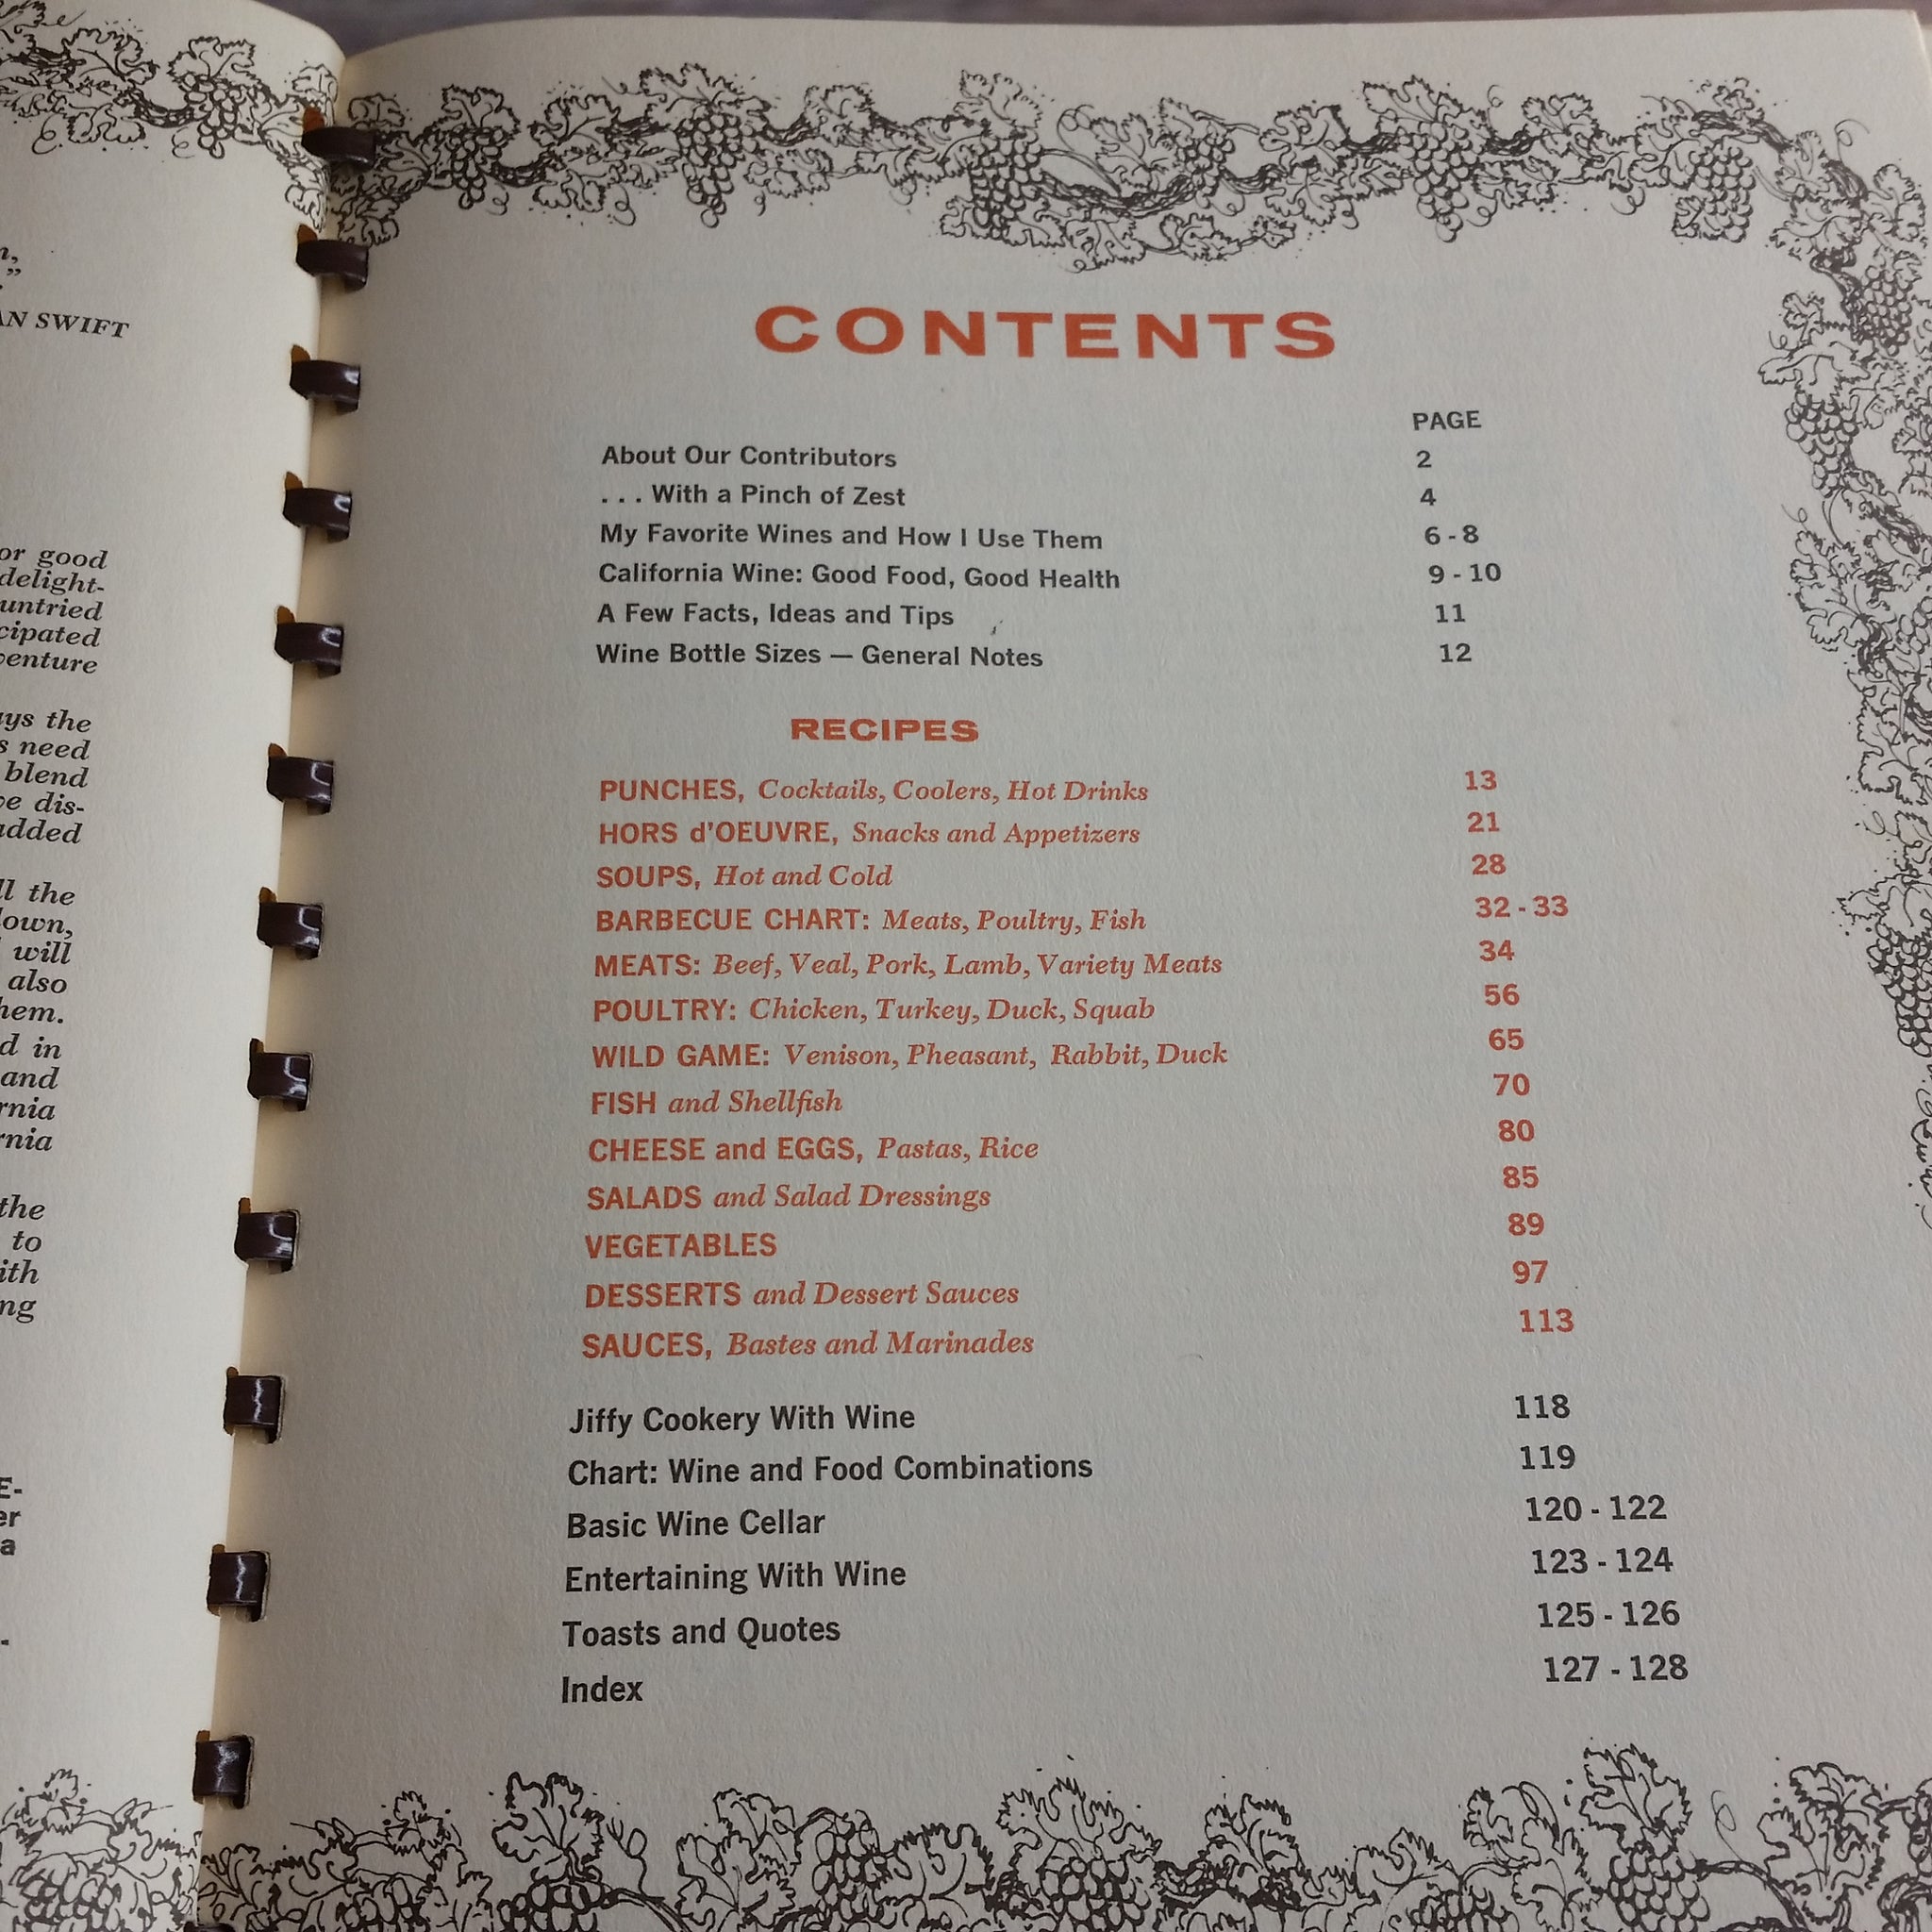 n,
”
AN SWIFT
or good
delight-
untried
cipated
venture
ays the
s need
blend
ve dis-
added
ll the
down,
will
also
hem.
d in
and
rnia
rnia
the
to
ith
ng
E-
er
a
-
CONTENTS
PAGE
About Our Contributors 2
. . . With a Pinch of Zest 4
My Favorite Wines and How I Use Them 6 - 8
California Wine: Good Food, Good Health 9 - 10
A Few Facts, Ideas and Tips 11
Wine Bottle Sizes — General Notes 12
RECIPES
PUNCHES, Cocktails, Coolers, Hot Drinks 13
HORS d'OEUVRE, Snacks and Appetizers 21
SOUPS, Hot and Cold 28
BARBECUE CHART: Meats, Poultry, Fish 32 - 33
MEATS: Beef, Veal, Pork, Lamb, Variety Meats 34
POULTRY: Chicken, Turkey, Duck, Squab 56
WILD GAME: Venison, Pheasant, Rabbit, Duck 65
FISH and Shellfish 70
CHEESE and EGGS, Pastas, Rice 80
SALADS and Salad Dressings 85
VEGETABLES 89
DESSERTS and Dessert Sauces 97
SAUCES, Bastes and Marinades 113
Jiffy Cookery With Wine 118
Chart: Wine and Food Combinations 119
Basic Wine Cellar 120 - 122
Entertaining With Wine 123 - 124
Toasts and Quotes 125 - 126
Index 127 - 128